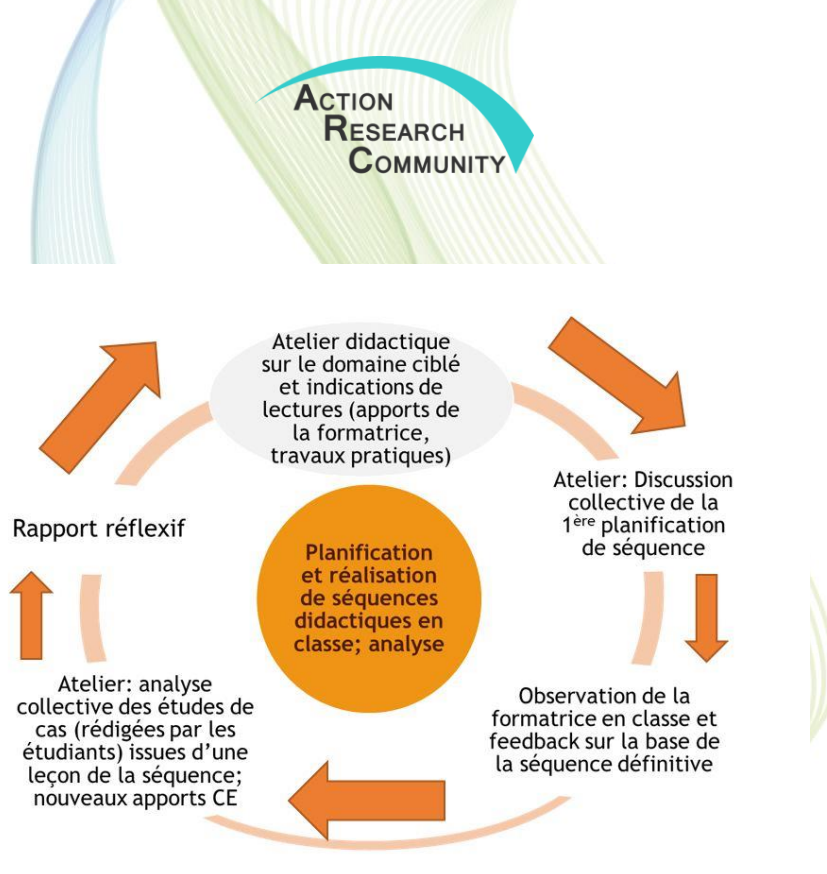 ACTION
RESEARCH
COMMUNITY
Atelier didactique
sur le domaine ciblé
et indications de
lectures (apports de
la formatrice,
travaux pratiques)
Atelier: Discussion
collective de la
1ère planification
de séquence
Observation de la
formatrice en classe et
feedback sur la base de
la séquence définitive
Atelier: analyse
collective des études de
cas (rédigées par les
étudiants) issues d’une
leçon de la séquence;
nouveaux apports CE
Rapport réflexif
Planification
et réalisation
de séquences
didactiques en
classe; analyse